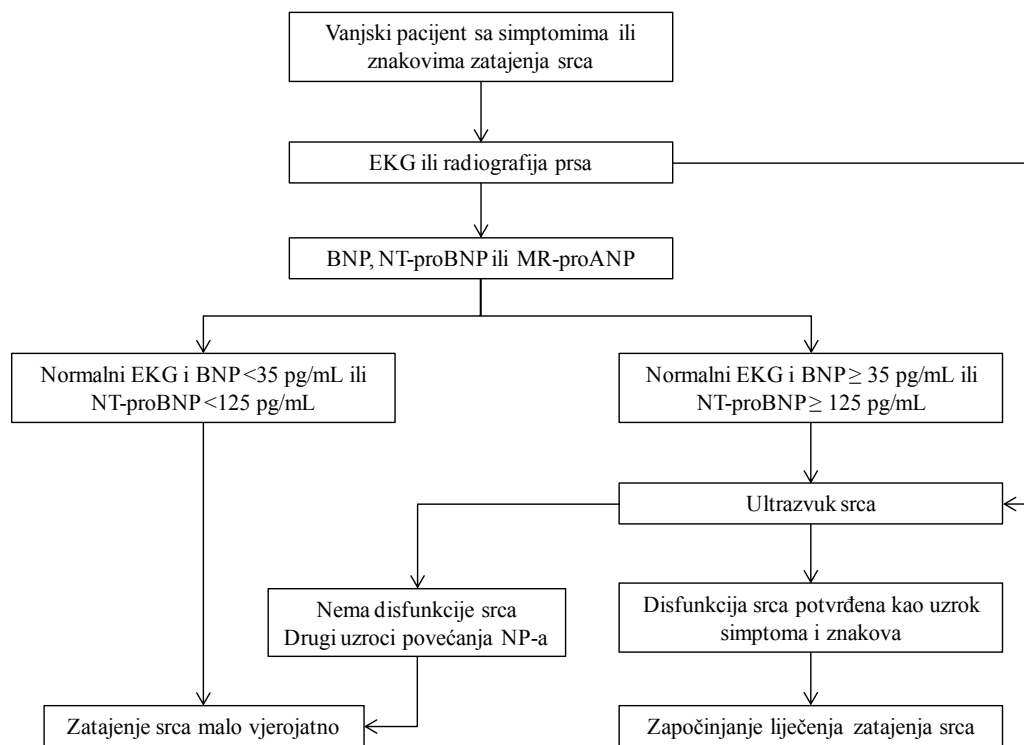 Vanjski pacijent sa simptomima ili
znakovima zatajenja srca
EKG ili radiografija prsa
BNP, NT-proBNP ili MR-proANP
Normalni EKG i BNP <35 pg/mL ili
NT-proBNP <125 pg/mL
Normalni EKG i BNP ≥ 35 pg/mL ili
NT-proBNP ≥ 125 pg/mL
Ultrazvuk srca
Nema disfunkcije srca
Drugi uzroci povećanja NP-a
Disfunkcija srca potvrđena kao uzrok
simptoma i znakova
Zatajenje srca malo vjerojatno
Započinjanje liječenja zatajenja srca